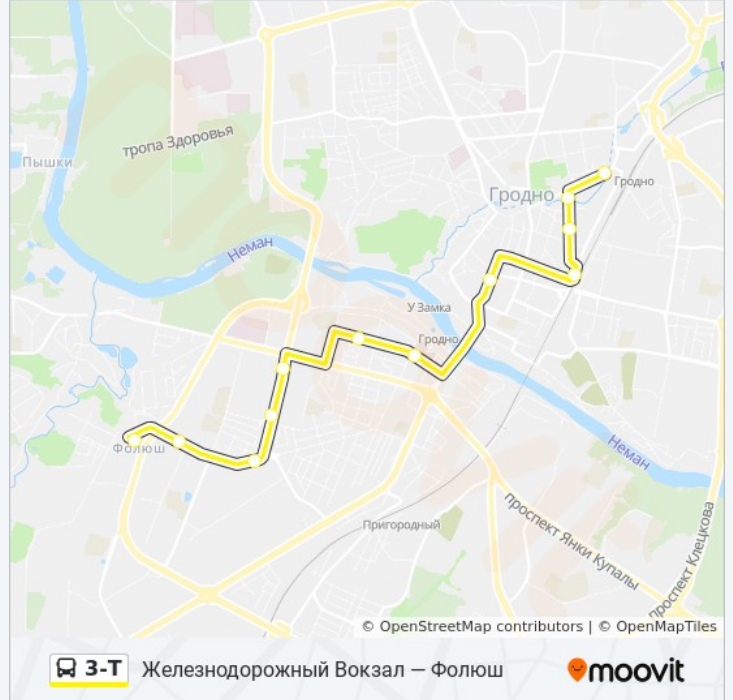 тропа Здоровья
Пышки
Гродно
Гродно
Неман
У Замка
Гродно
Фолюш
Неман
Пригородный
проспект Янки Купалы
проспект Клецкова
© OpenStreetMap contributors | © OpenMapTiles
3-Т Железнодорожный Вокзал — Фолюш
moovit